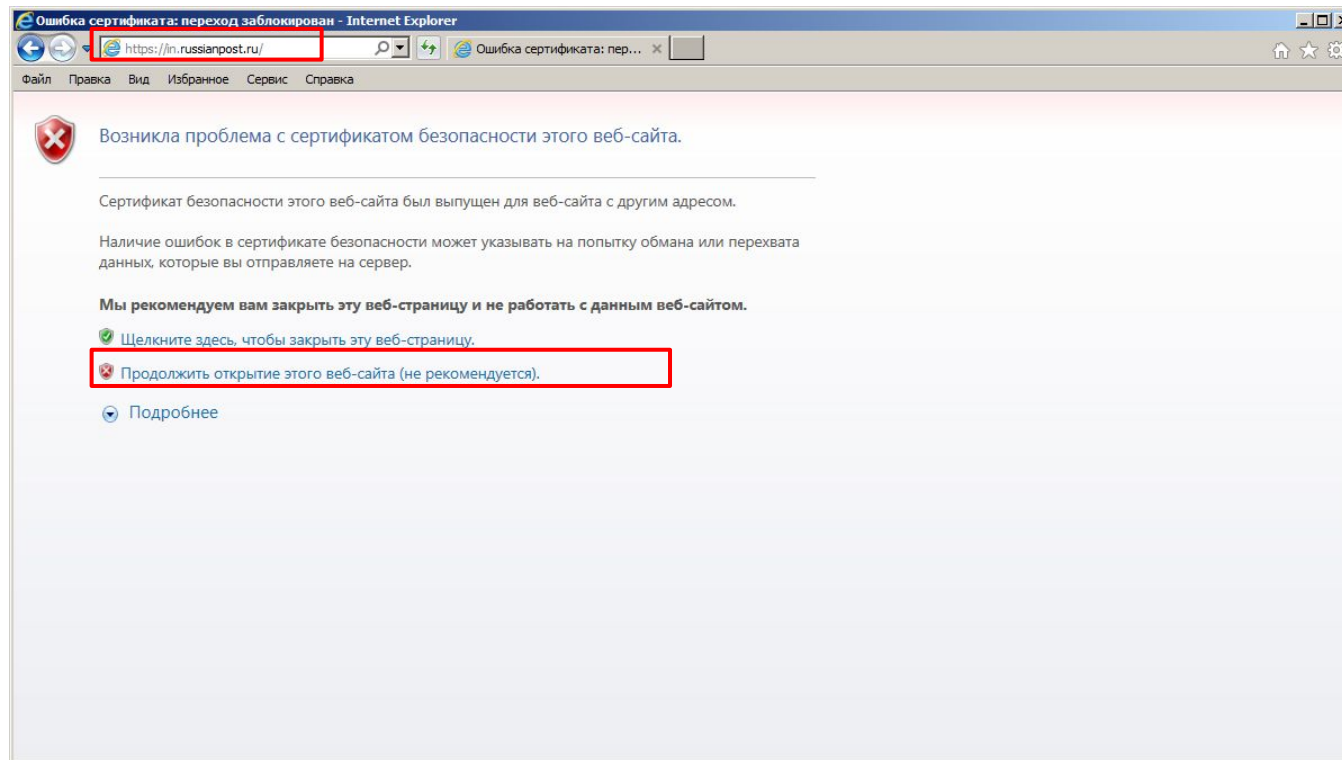 Ошибка сертификата: переход заблокирован - Internet Explorer
https://in.russianpost.ru/
Ошибка сертификата: пер...
Файл Правка Вид Избранное Сервис Справка
Возникла проблема с сертификатом безопасности этого веб-сайта.
Сертификат безопасности этого веб-сайта был выпущен для веб-сайта с другим адресом.
Наличие ошибок в сертификате безопасности может указывать на попытку обмана или перехвата
данных, которые вы отправляете на сервер.
Мы рекомендуем вам закрыть эту веб-страницу и не работать с данным веб-сайтом.
Щелкните здесь, чтобы закрыть эту веб-страницу.
Продолжить открытие этого веб-сайта (не рекомендуется).
Подробнее